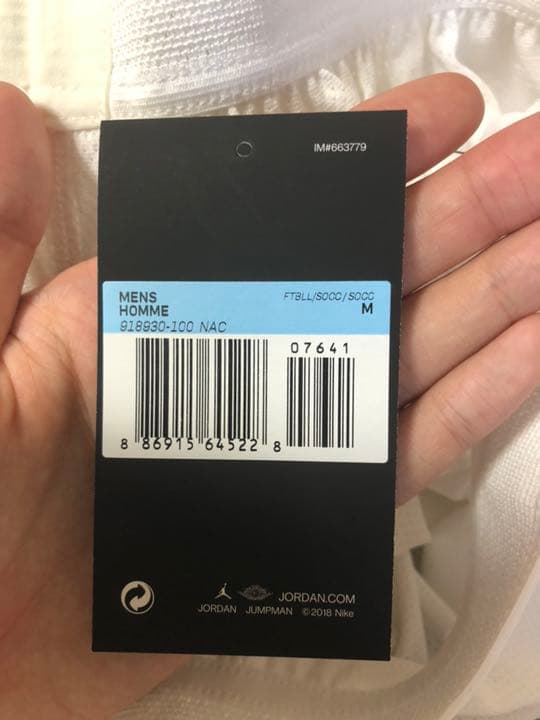 IM#663779
MENS
HOMME
FTBLL/SOCC/SOCC
M
918930-100 NAC
07641
8 86915 64522 8
JORDAN.COM
JORDAN JUMPMAN ©2018 Nike